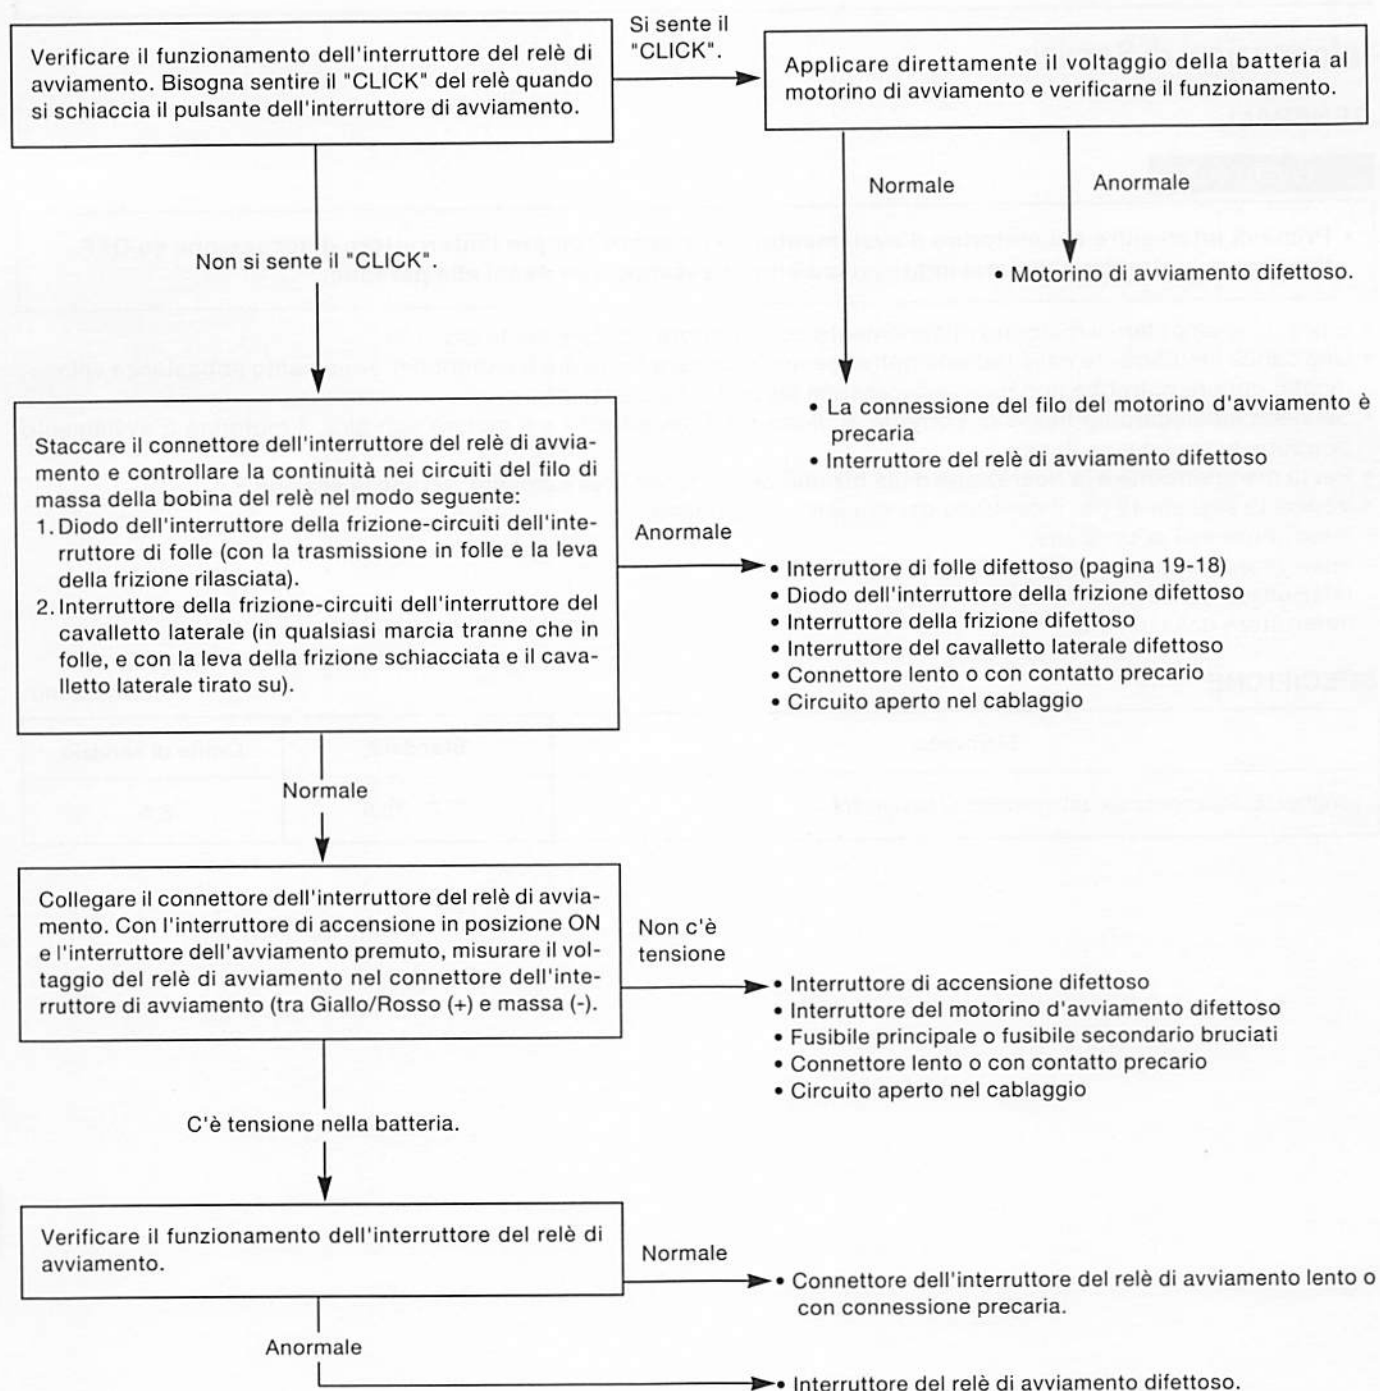 Si sente il
"CLICK".
Verificare il funzionamento dell'interruttore del relè di
avviamento. Bisogna sentire il "CLICK" del relè quando
si schiaccia il pulsante dell'interruttore di avviamento.
Applicare direttamente il voltaggio della batteria al
motorino di avviamento e verificarne il funzionamento.
Normale
Anormale
Non si sente il "CLICK".
• Motorino di avviamento difettoso.
• La connessione del filo del motorino d'avviamento è
precaria
• Interruttore del relè di avviamento difettoso
Staccare il connettore dell'interruttore del relè di avvia-
mento e controllare la continuità nei circuiti del filo di
massa della bobina del relè nel modo seguente:
1. Diodo dell'interruttore della frizione-circuiti dell'inte-
rruttore di folle (con la trasmissione in folle e la leva
della frizione rilasciata).
2. Interruttore della frizione-circuiti dell'interruttore del
cavalletto laterale (in qualsiasi marcia tranne che in
folle, e con la leva della frizione schiacciata e il cava-
lletto laterale tirato su).
Anormale
• Interruttore di folle difettoso (pagina 19-18)
• Diodo dell'interruttore della frizione difettoso
• Interruttore della frizione difettoso
• Interruttore del cavalletto laterale difettoso
• Connettore lento o con contatto precario
• Circuito aperto nel cablaggio
Normale
Collegare il connettore dell'interruttore del relè di avvia-
mento. Con l'interruttore di accensione in posizione ON
e l'interruttore dell'avviamento premuto, misurare il vol-
taggio del relè di avviamento nel connettore dell'inte-
rruttore di avviamento (tra Giallo/Rosso (+) e massa (-).
Non c'è
tensione
• Interruttore di accensione difettoso
• Interruttore del motorino d'avviamento difettoso
• Fusibile principale o fusibile secondario bruciati
• Connettore lento o con contatto precario
• Circuito aperto nel cablaggio
C'è tensione nella batteria.
Verificare il funzionamento dell'interruttore del relè di
avviamento.
Normale
• Connettore dell'interruttore del relè di avviamento lento o
con connessione precaria.
Anormale
• Interruttore del relè di avviamento difettoso.